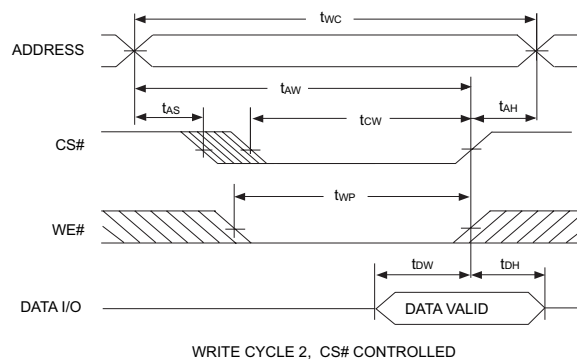 tWC
ADDRESS
tAW
tAS
tCW
tAH
CS#
tWP
WE#
tDW
tDH
DATA I/O
DATA VALID
WRITE CYCLE 2, CS# CONTROLLED